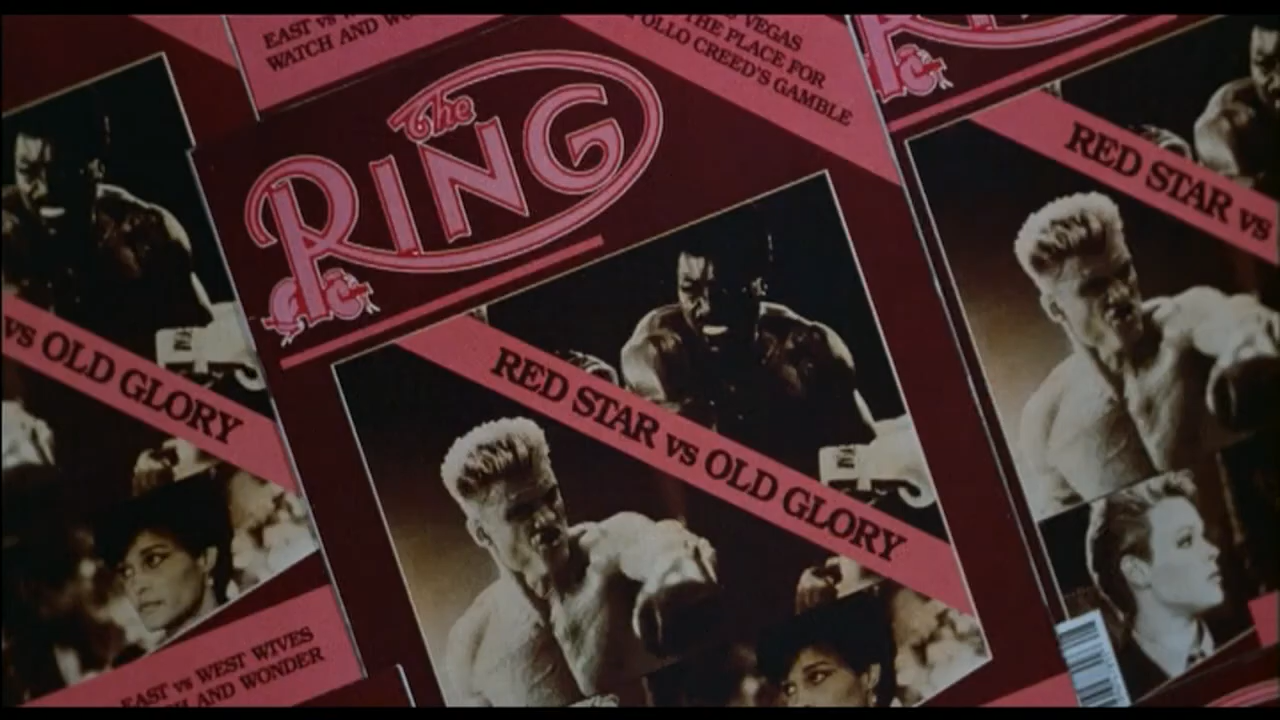 EAST vs
WATCH AND
VEGAS
THE PLACE FOR
OLLO CREED'S GAMBLE
The
RING
RED STAR vs
vs OLD GLORY
RED STAR vs OLD GLORY
EAST vs WEST WIVES
AND WONDER